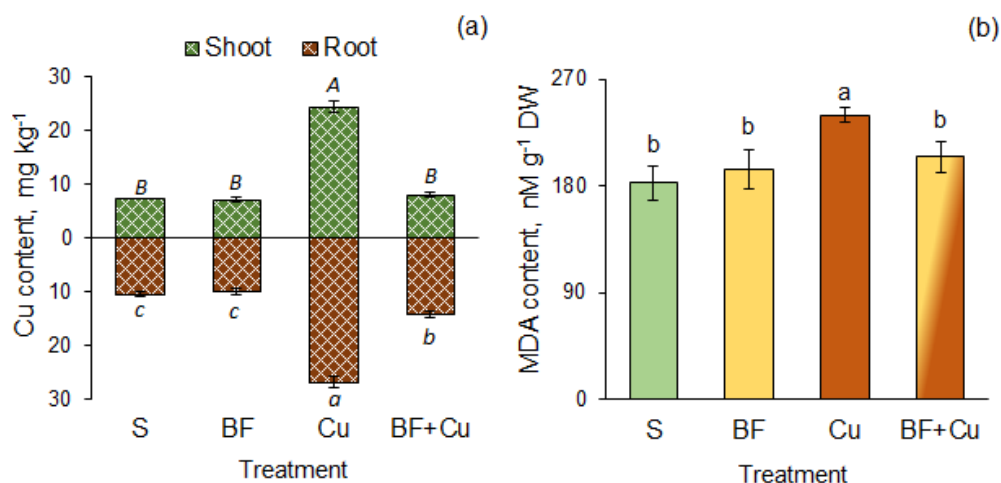 (a)
Shoot Root
Cu content, mg kg⁻¹
30
20
10
0
10
20
30
A
B B B
c c b
a
S BF Cu BF+Cu
Treatment
(b)
MDA content, nM g⁻¹ DW
270
180
90
0
a
b b b
S BF Cu BF+Cu
Treatment